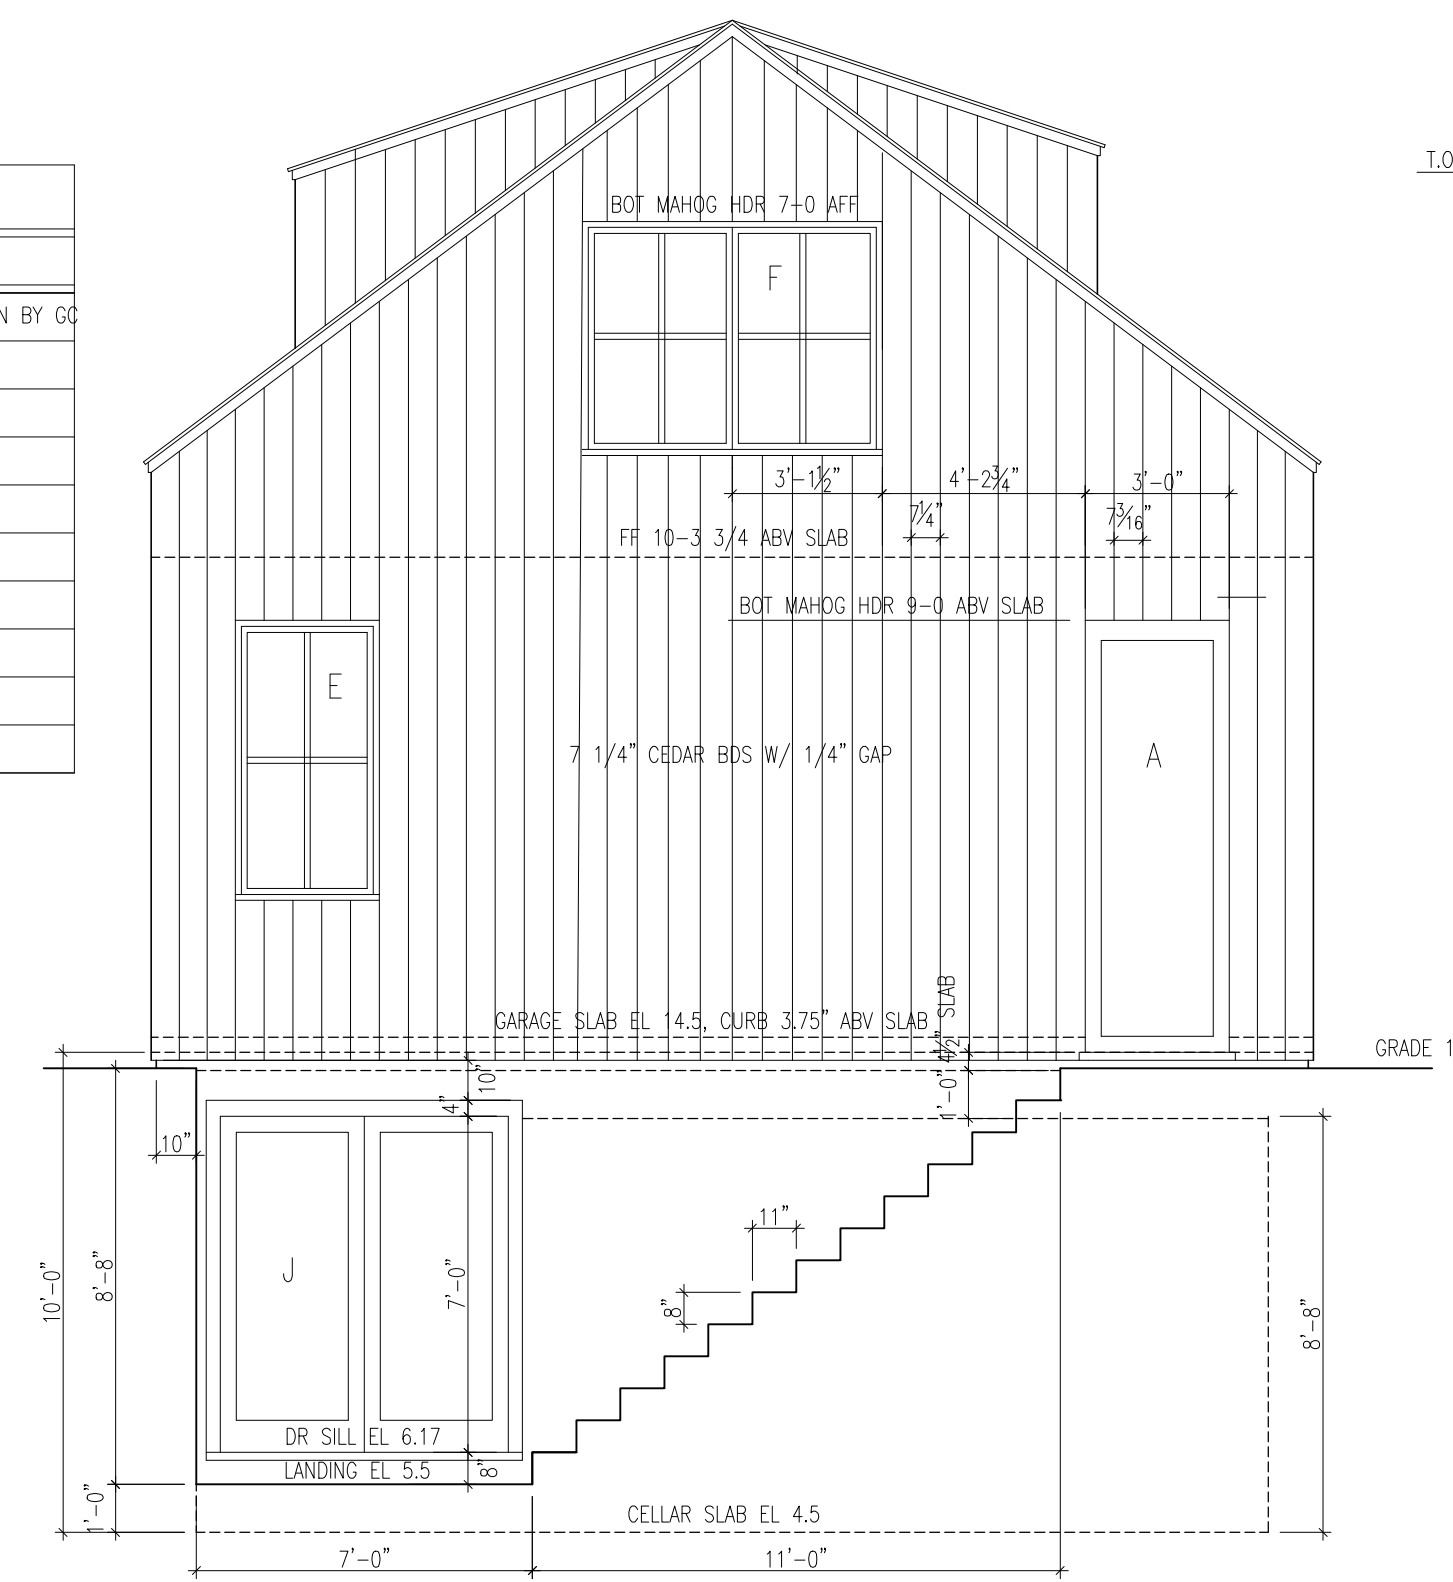 T.O
BOT MAHOG HDR 7-0 AFF
F
N BY GC
3'-1½"
4'-2¾"
3'-0"
7¼"
7 3/16"
FF 10-3 3/4 ABV SLAB
BOT MAHOG HDR 9-0 ABV SLAB
E
7 1/4" CEDAR BDS W/ 1/4" GAP
A
GARAGE SLAB EL 14.5, CURB 3.75" ABV SLAB
4½" SLAB
GRADE 1
10"
4"
1'-0"
10"
11"
J
10'-0"
8'-8"
7'-0"
8"
8'-8"
DR SILL EL 6.17
LANDING EL 5.5
8"
1'-0"
CELLAR SLAB EL 4.5
7'-0"
11'-0"